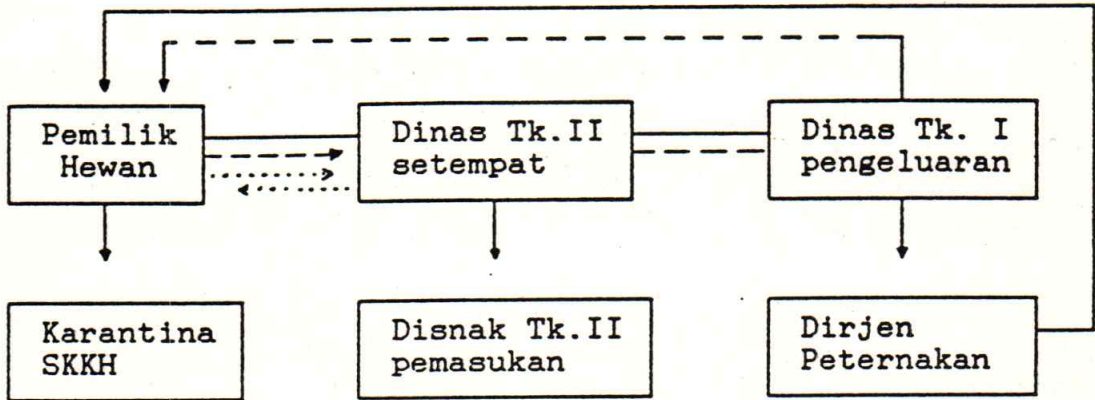 Pemilik
Hewan
Dinas Tk.II
setempat
Dinas Tk. I
pengeluaran
Karantina
SKKH
Disnak Tk.II
pemasukan
Dirjen
Peternakan